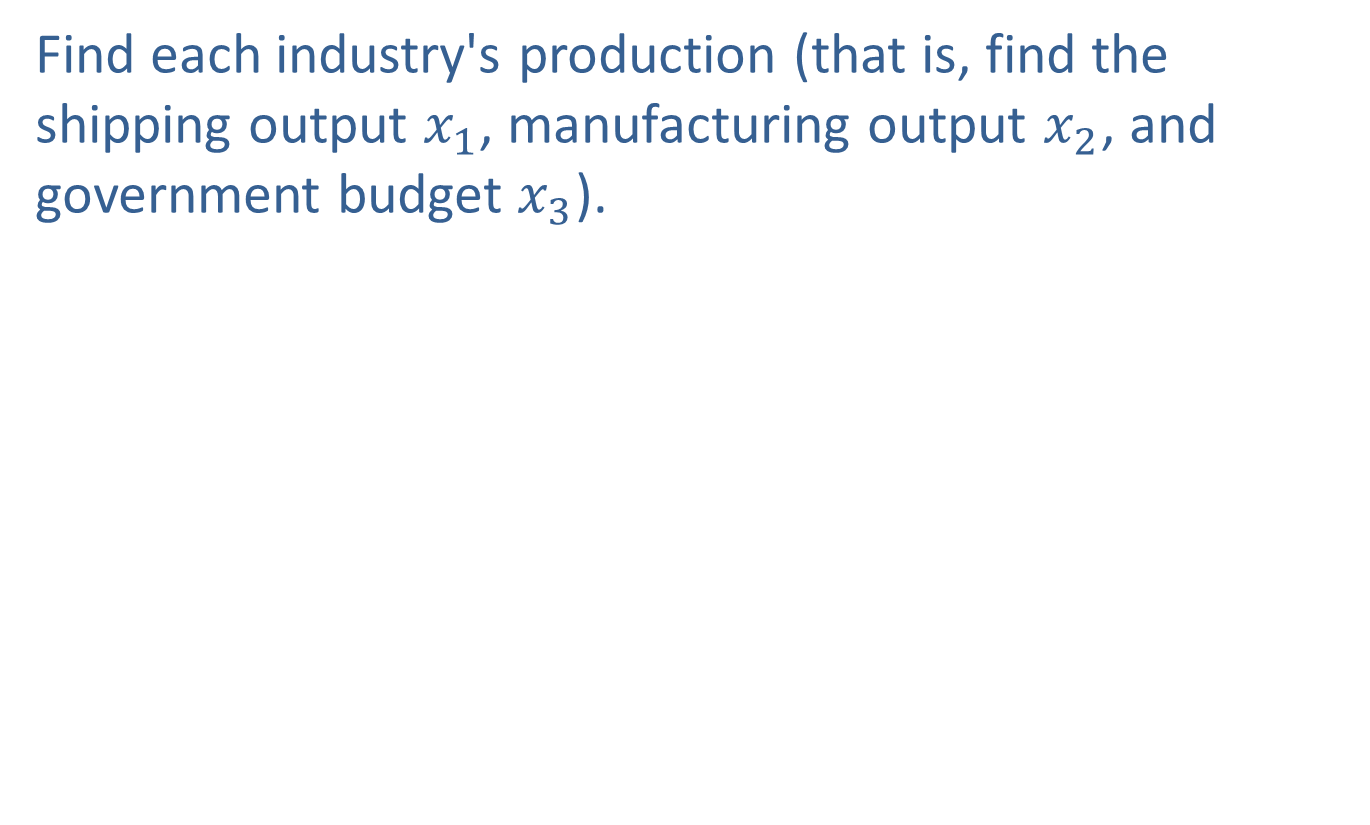 Find each industry's production (that is, find the
shipping output x₁, manufacturing output x₂, and
government budget x₃).